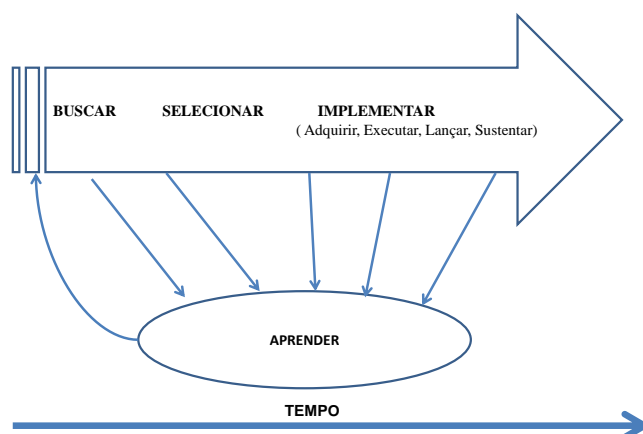 BUSCAR SELECIONAR IMPLEMENTAR
( Adquirir, Executar, Lançar, Sustentar)
APRENDER
TEMPO